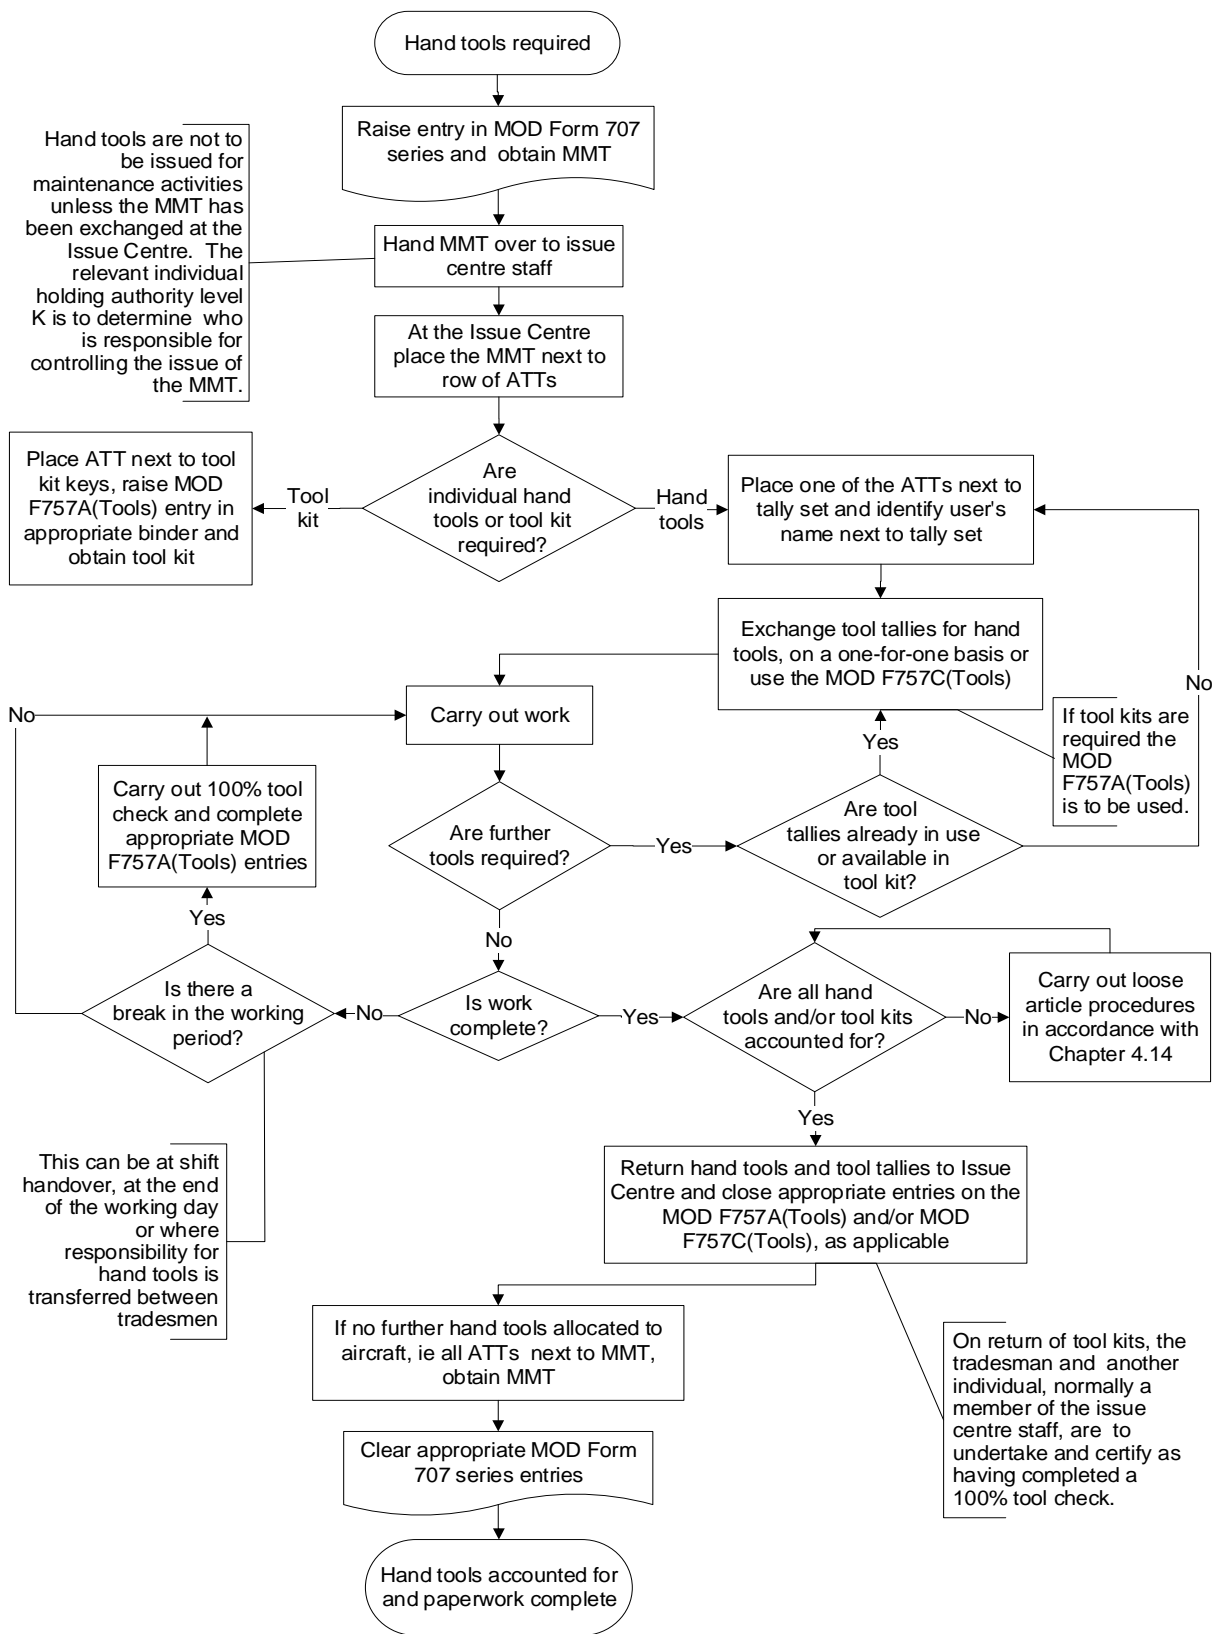 Hand tools required
Raise entry in MOD Form 707
series and obtain MMT
Hand tools are not to
be issued for
maintenance activities
unless the MMT has
been exchanged at the
Issue Centre. The
relevant individual
holding authority level
K is to determine who
is responsible for
controlling the issue of
the MMT.
Hand MMT over to issue
centre staff
At the Issue Centre
place the MMT next to
row of ATTs
Are
individual hand
tools or tool kit
required?
Tool
kit
Place ATT next to tool
kit keys, raise MOD
F757A(Tools) entry in
appropriate binder and
obtain tool kit
Hand
tools
Place one of the ATTs next to
tally set and identify user's
name next to tally set
Exchange tool tallies for hand
tools, on a one-for-one basis or
use the MOD F757C(Tools)
No
If tool kits are
required the
MOD
F757A(Tools)
is to be used.
No
Carry out work
Yes
Carry out 100% tool
check and complete
appropriate MOD
F757A(Tools) entries
Are further
tools required?
Yes
Are tool
tallies already in use
or available in
tool kit?
Yes
No
Is there a
break in the working
period?
No
Is work
complete?
Yes
Are all hand
tools and/or tool kits
accounted for?
No
Carry out loose
article procedures
in accordance with
Chapter 4.14
Yes
This can be at shift
handover, at the end
of the working day
or where
responsibility for
hand tools is
transferred between
tradesmen
Return hand tools and tool tallies to Issue
Centre and close appropriate entries on the
MOD F757A(Tools) and/or MOD
F757C(Tools), as applicable
If no further hand tools allocated to
aircraft, ie all ATTs next to MMT,
obtain MMT
On return of tool kits, the
tradesman and another
individual, normally a
member of the issue
centre staff, are to
undertake and certify as
having completed a
100% tool check.
Clear appropriate MOD Form
707 series entries
Hand tools accounted for
and paperwork complete